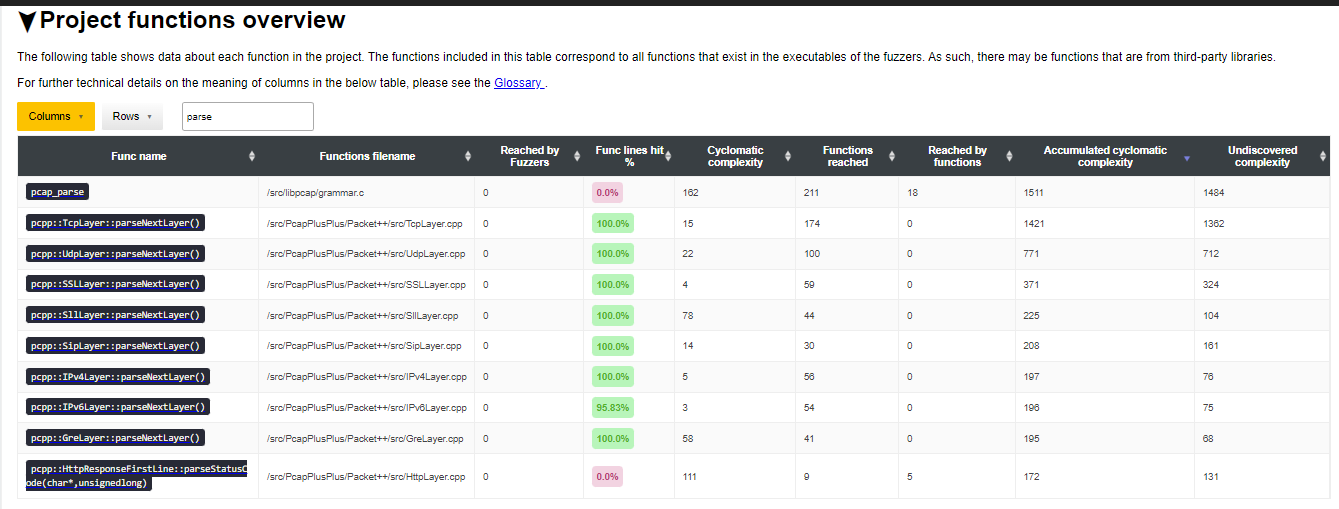 Project functions overview
The following table shows data about each function in the project. The functions included in this table correspond to all functions that exist in the executables of the fuzzers. As such, there may be functions that are from third-party libraries.
For further technical details on the meaning of columns in the below table, please see the Glossary .
Columns Rows parse
Func name Functions filename Reached by Fuzzers Func lines hit % Cyclomatic complexity Functions reached Reached by functions Accumulated cyclomatic complexity Undiscovered complexity
pcap_parse /src/libpcap/grammar.c 0 0.0% 162 211 18 1511 1484
pcpp::TcpLayer::parseNextLayer() /src/PcapPlusPlus/Packet++/src/TcpLayer.cpp 0 100.0% 15 174 0 1421 1362
pcpp::UdpLayer::parseNextLayer() /src/PcapPlusPlus/Packet++/src/UdpLayer.cpp 0 100.0% 22 100 0 771 712
pcpp::SSLLayer::parseNextLayer() /src/PcapPlusPlus/Packet++/src/SSLLayer.cpp 0 100.0% 4 59 0 371 324
pcpp::SllLayer::parseNextLayer() /src/PcapPlusPlus/Packet++/src/SllLayer.cpp 0 100.0% 78 44 0 225 104
pcpp::SipLayer::parseNextLayer() /src/PcapPlusPlus/Packet++/src/SipLayer.cpp 0 100.0% 14 30 0 208 161
pcpp::IPv4Layer::parseNextLayer() /src/PcapPlusPlus/Packet++/src/IPv4Layer.cpp 0 100.0% 5 56 0 197 76
pcpp::IPv6Layer::parseNextLayer() /src/PcapPlusPlus/Packet++/src/IPv6Layer.cpp 0 95.83% 3 54 0 196 75
pcpp::GreLayer::parseNextLayer() /src/PcapPlusPlus/Packet++/src/GreLayer.cpp 0 100.0% 58 41 0 195 68
pcpp::HttpResponseFirstLine::parseStatusC
ode(char*,unsignedlong) /src/PcapPlusPlus/Packet++/src/HttpLayer.cpp 0 0.0% 111 9 5 172 131